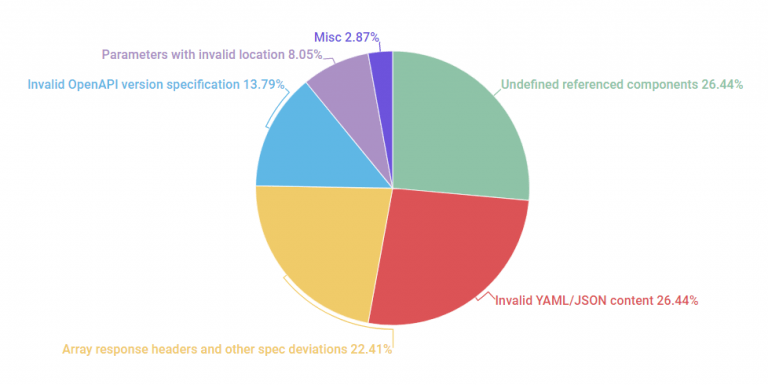 Misc 2.87%
Parameters with invalid location 8.05%
Invalid OpenAPI version specification 13.79%
Undefined referenced components 26.44%
Invalid YAML/JSON content 26.44%
Array response headers and other spec deviations 22.41%